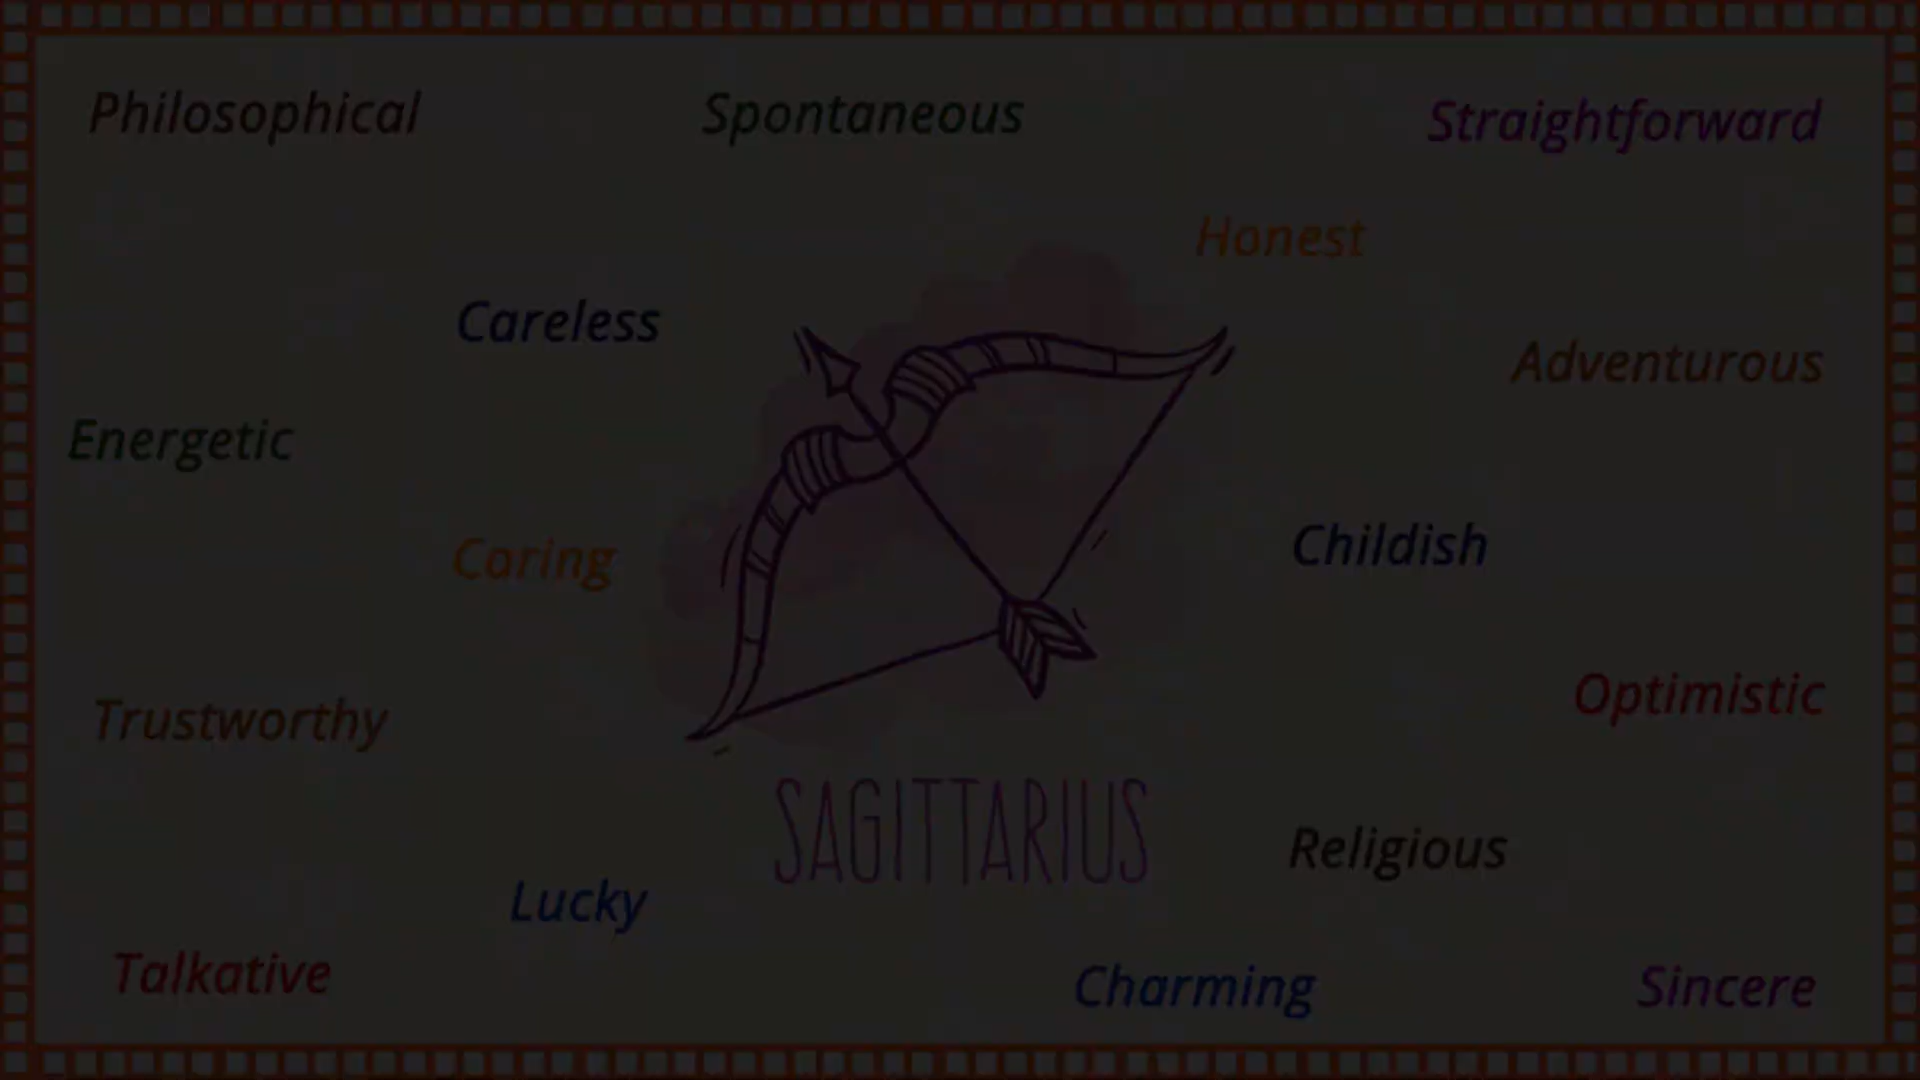 Philosophical
Spontaneous
Straightforward
Honest
Careless
Adventurous
Energetic
Caring
Childish
Trustworthy
Optimistic
SAGITTARIUS
Religious
Lucky
Talkative
Charming
Sincere